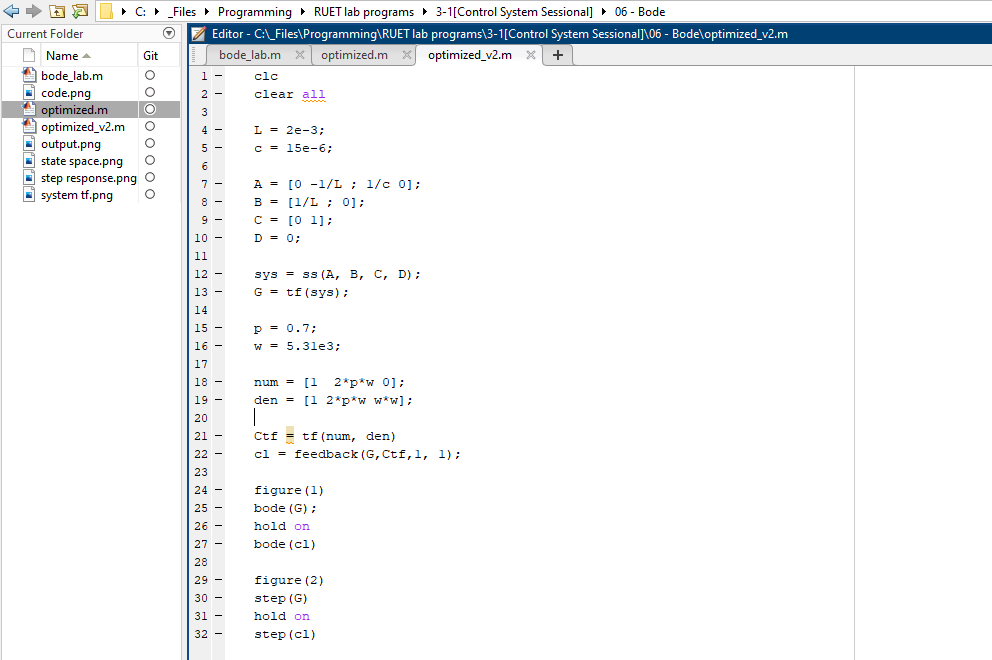 C: ▸ _Files ▸ Programming ▸ RUET lab programs ▸ 3-1[Control System Sessional] ▸ 06 - Bode
Current Folder
Name Git
bode_lab.m
code.png
optimized.m
optimized_v2.m
output.png
state space.png
step response.png
system tf.png
Editor - C:\_Files\Programming\RUET lab programs\3-1[Control System Sessional]\06 - Bode\optimized_v2.m
bode_lab.m × optimized.m × optimized_v2.m × +
1 – clc
2 – clear all
3
4 – L = 2e-3;
5 – c = 15e-6;
6
7 – A = [0 -1/L ; 1/c 0];
8 – B = [1/L ; 0];
9 – C = [0 1];
10 – D = 0;
11
12 – sys = ss(A, B, C, D);
13 – G = tf(sys);
14
15 – p = 0.7;
16 – w = 5.31e3;
17
18 – num = [1  2*p*w 0];
19 – den = [1 2*p*w w*w];
20
21 – Ctf = tf(num, den)
22 – cl = feedback(G,Ctf,1, 1);
23
24 – figure(1)
25 – bode(G);
26 – hold on
27 – bode(cl)
28
29 – figure(2)
30 – step(G)
31 – hold on
32 – step(cl)